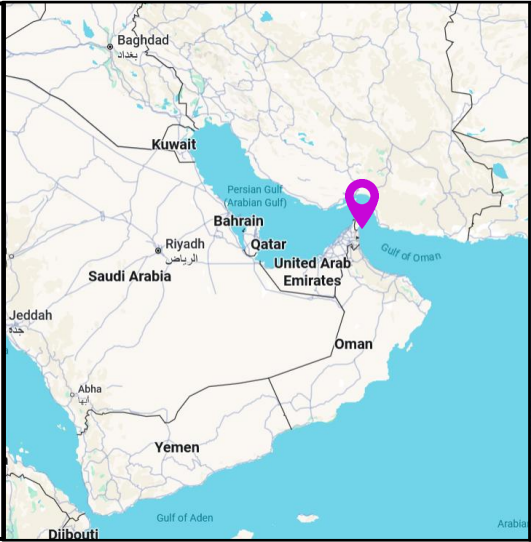 Baghdad
بغداد
Kuwait
Persian Gulf
(Arabian Gulf)
Bahrain
Qatar
Riyadh
الرياض
Saudi Arabia
United Arab
Emirates
Gulf of Oman
Jeddah
جدة
Oman
Abha
أبها
Yemen
Gulf of Aden
Arabia
Djibouti